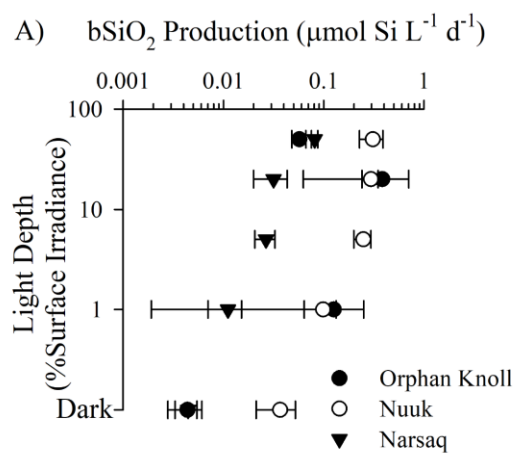 A) bSiO₂ Production (µmol Si L⁻¹ d⁻¹)
0.001 0.01 0.1 1
100
10
1
Dark
Light Depth
(%Surface Irradiance)
Orphan Knoll
Nuuk
Narsaq